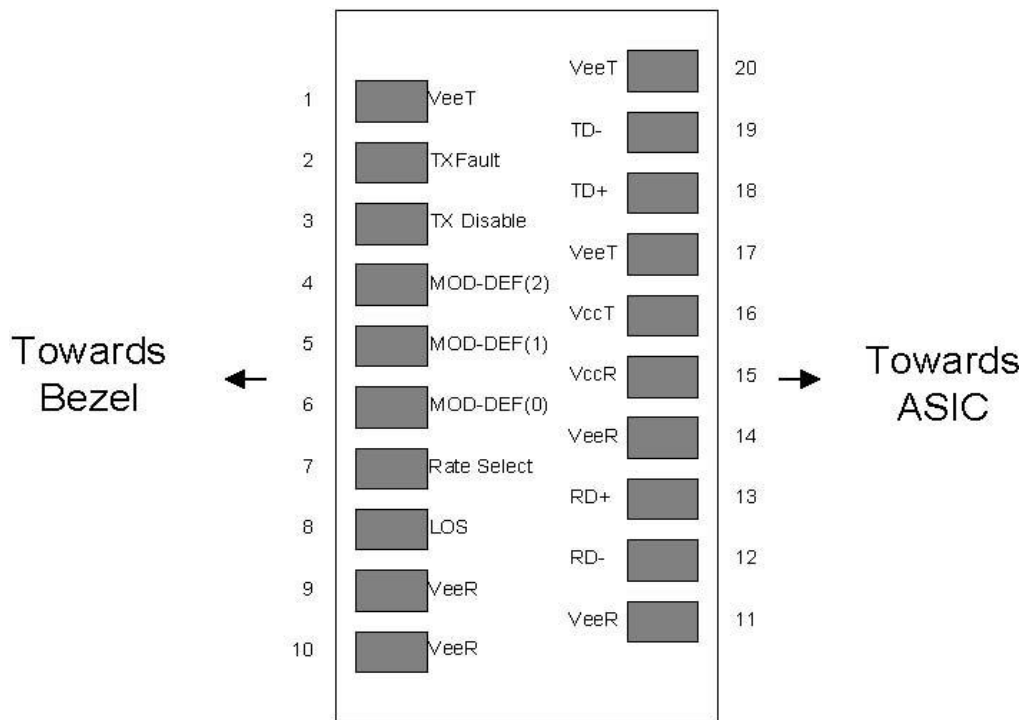 VeeT 20
1 VeeT
TD- 19
2 TXFault
TD+ 18
3 TX Disable
VeeT 17
4 MOD-DEF(2)
VccT 16
5 MOD-DEF(1)
Towards
Bezel
VccR 15
Towards
ASIC
6 MOD-DEF(0)
VeeR 14
7 Rate Select
RD+ 13
8 LOS
RD- 12
9 VeeR
VeeR 11
10 VeeR